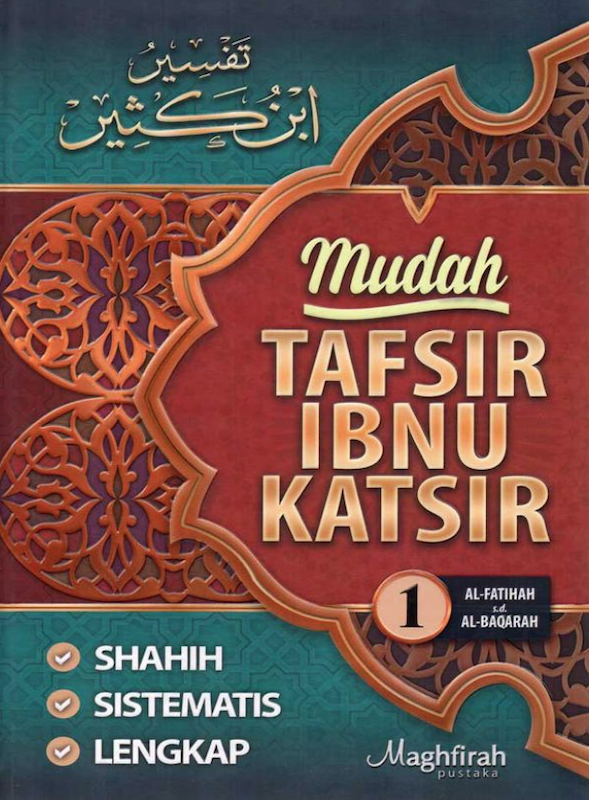 تفسير
ابن كثير
mudah
TAFSIR
IBNU
KATSIR
1
AL-FATIHAH
s.d.
AL-BAQARAH
SHAHIH
SISTEMATIS
LENGKAP
Maghfirah
pustaka